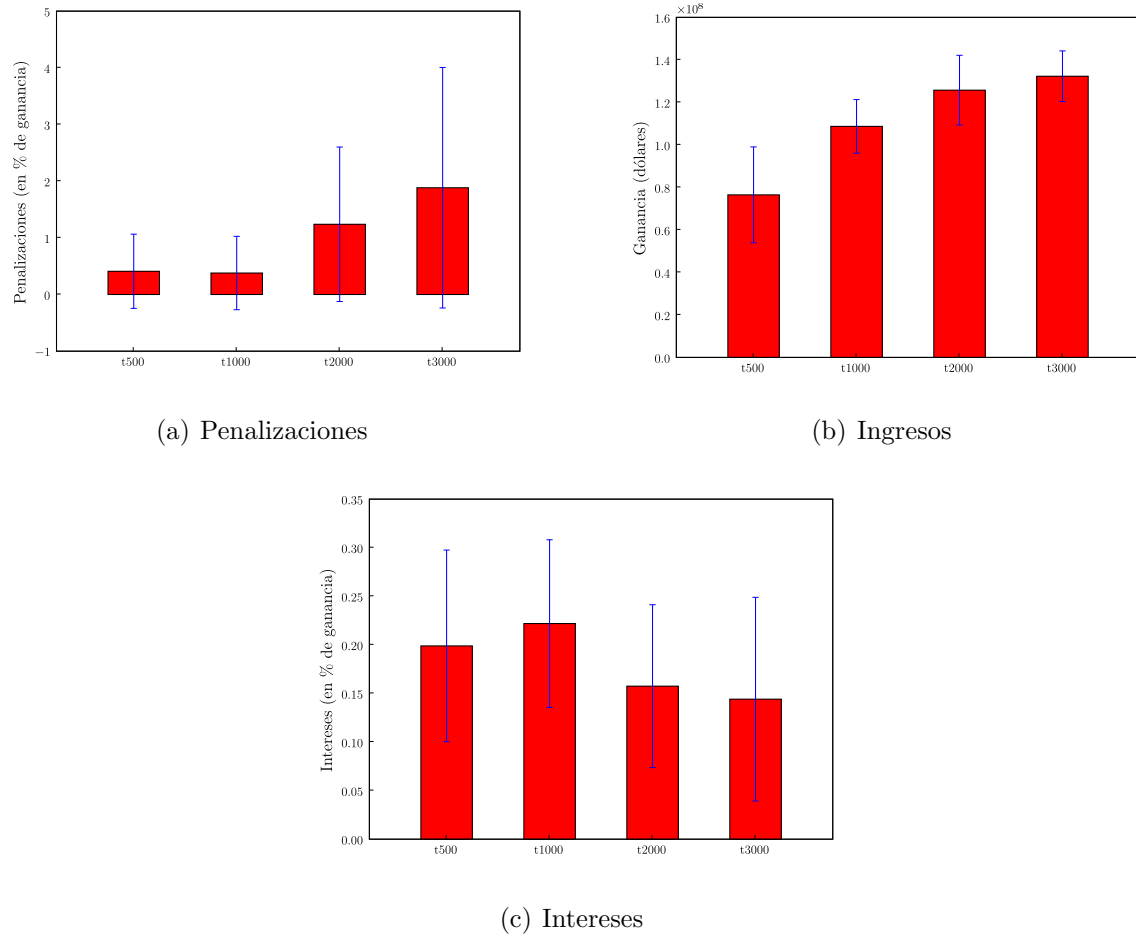 5
4
3
2
1
0
−1
Penalizaciones (en % de ganancia)
t500 t1000 t2000 t3000
(a) Penalizaciones
×10⁸
1.6
1.4
1.2
1.0
0.8
0.6
0.4
0.2
0.0
Ganancia (dólares)
t500 t1000 t2000 t3000
(b) Ingresos
0.35
0.30
0.25
0.20
0.15
0.10
0.05
0.00
Intereses (en % de ganancia)
t500 t1000 t2000 t3000
(c) Intereses